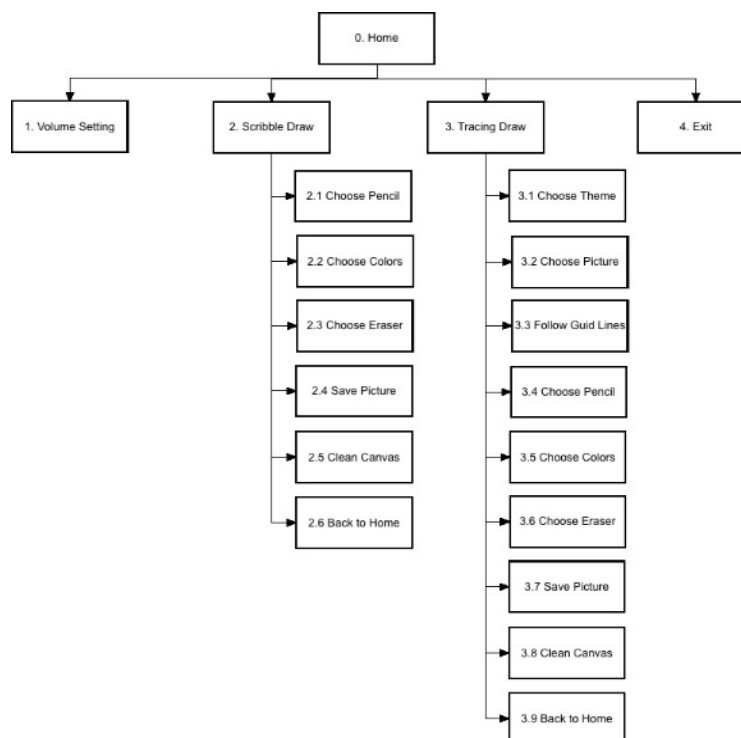 0. Home
1. Volume Setting
2. Scribble Draw
3. Tracing Draw
4. Exit
2.1 Choose Pencil
2.2 Choose Colors
2.3 Choose Eraser
2.4 Save Picture
2.5 Clean Canvas
2.6 Back to Home
3.1 Choose Theme
3.2 Choose Picture
3.3 Follow Guid Lines
3.4 Choose Pencil
3.5 Choose Colors
3.6 Choose Eraser
3.7 Save Picture
3.8 Clean Canvas
3.9 Back to Home